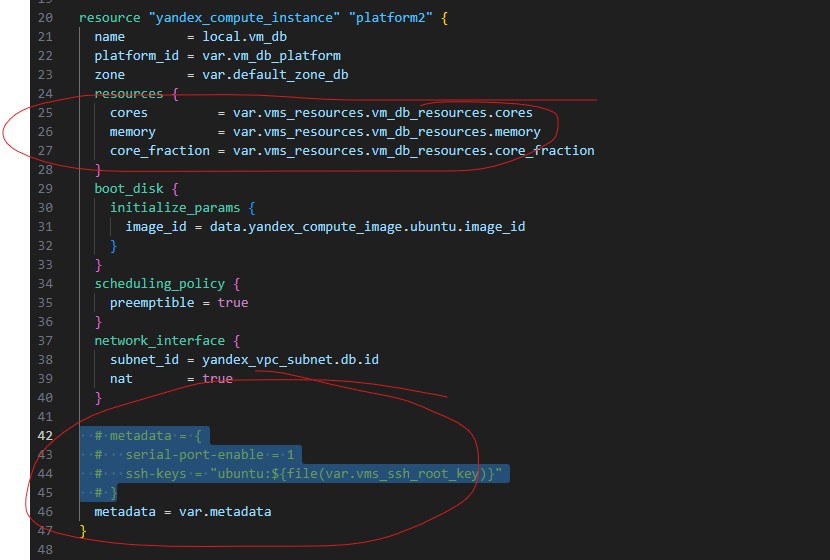 20 resource "yandex_compute_instance" "platform2" {
21   name        = local.vm_db
22   platform_id = var.vm_db_platform
23   zone        = var.default_zone_db
24   resources {
25     cores         = var.vms_resources.vm_db_resources.cores
26     memory        = var.vms_resources.vm_db_resources.memory
27     core_fraction = var.vms_resources.vm_db_resources.core_fraction
28   }
29   boot_disk {
30     initialize_params {
31       image_id = data.yandex_compute_image.ubuntu.image_id
32     }
33   }
34   scheduling_policy {
35     preemptible = true
36   }
37   network_interface {
38     subnet_id = yandex_vpc_subnet.db.id
39     nat       = true
40   }
41
42   # metadata = {
43   #   serial-port-enable = 1
44   #   ssh-keys = "ubuntu:${file(var.vms_ssh_root_key)}"
45   # }
46   metadata = var.metadata
47 }
48